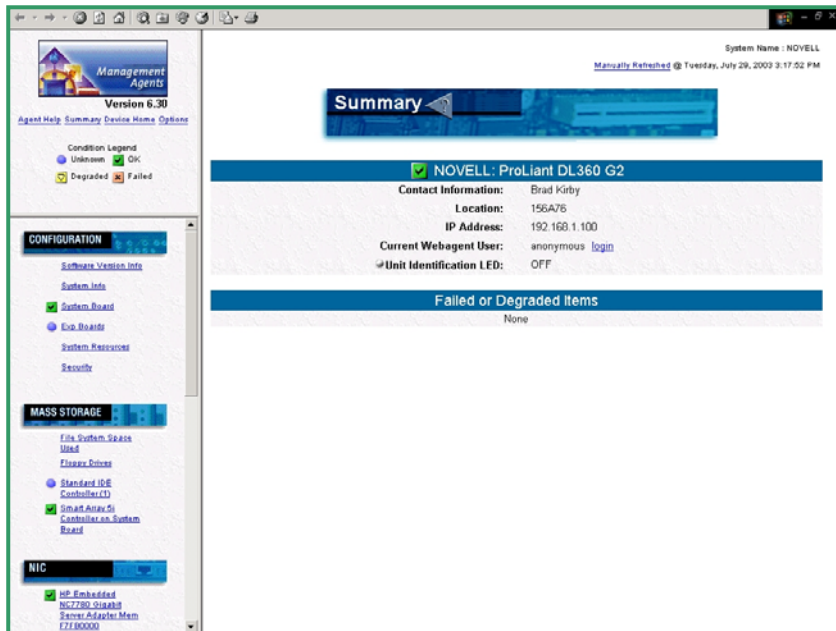 Management
Agents
Version 6.30
Agent Help Summary Device Home Options
Condition Legend
Unknown OK
Degraded Failed
CONFIGURATION
Software Version Info
System Info
System Board
Exp. Boards
System Resources
Security
MASS STORAGE
File System Space
Used
Floppy Drives
Standard IDE
Controller (1)
Smart Array 5i
Controller on System
Board
NIC
HP Embedded
NC7780 Gigabit
Server Adapter Mem
F7FB0000
System Name : NOVELL
Manually Refreshed @ Tuesday, July 29, 2003 3:17:52 PM
Summary
NOVELL: ProLiant DL360 G2
Contact Information: Brad Kirby
Location: 156A76
IP Address: 192.168.1.100
Current Webagent User: anonymous login
Unit Identification LED: OFF
Failed or Degraded Items
None